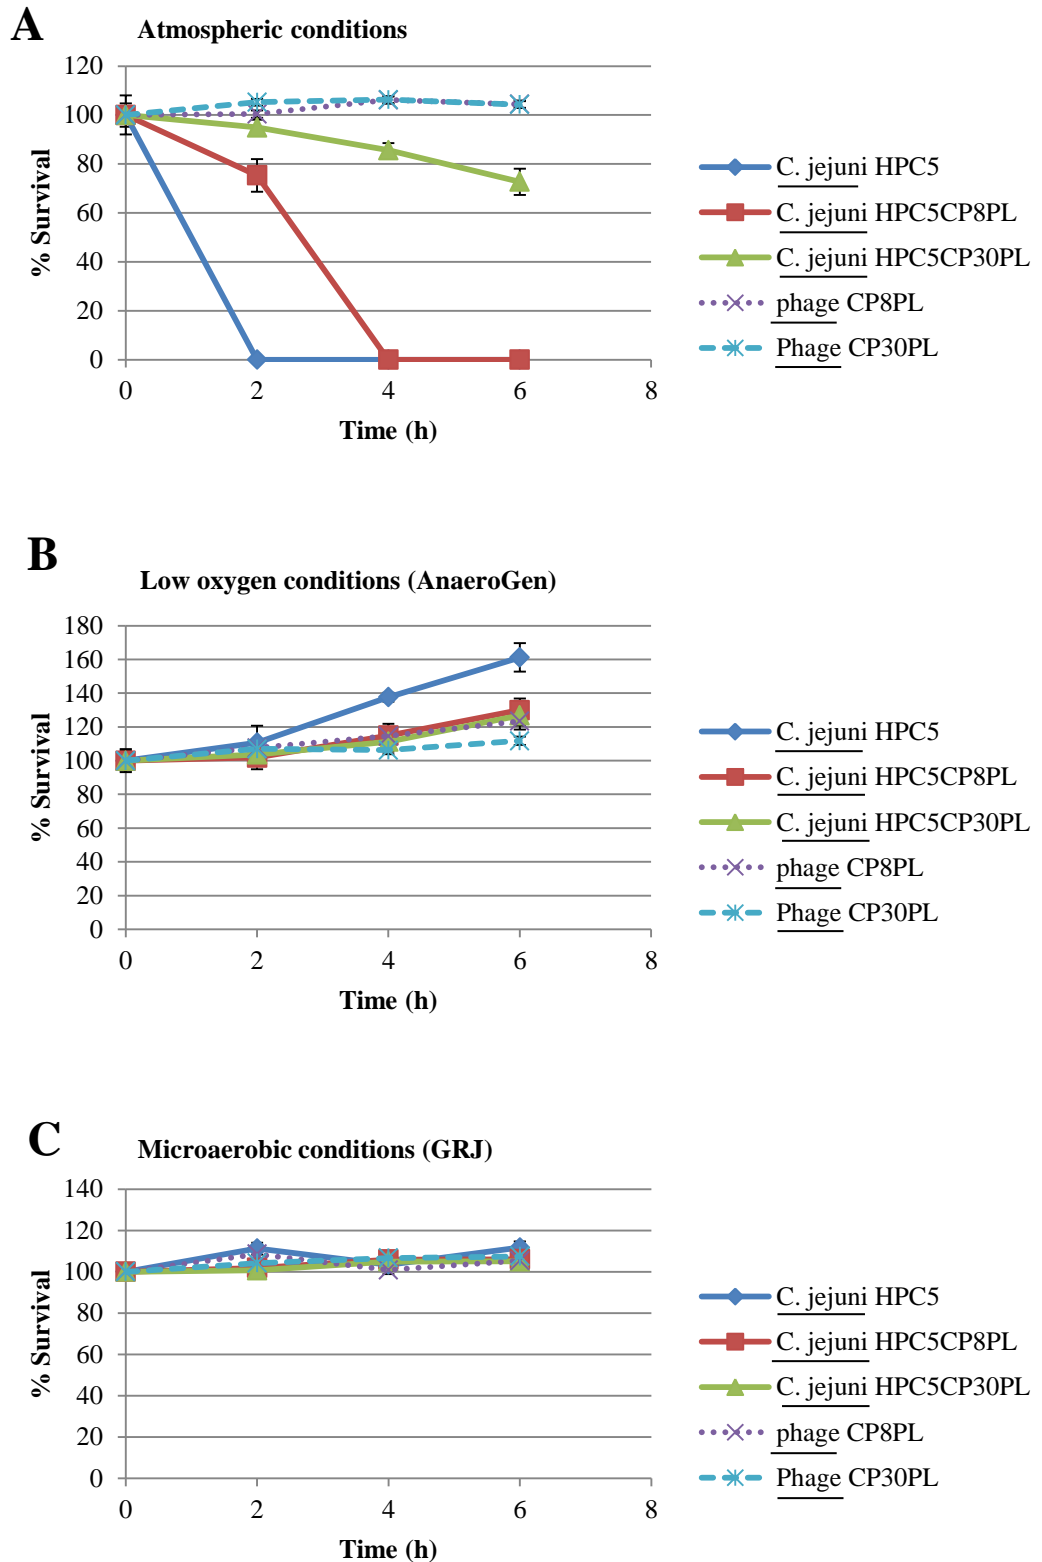 A
Atmospheric conditions
120
100
80
60
40
20
0
0 2 4 6 8
% Survival
Time (h)
C. jejuni HPC5
C. jejuni HPC5CP8PL
C. jejuni HPC5CP30PL
phage CP8PL
Phage CP30PL
B
Low oxygen conditions (AnaeroGen)
180
160
140
120
100
80
60
40
20
0
0 2 4 6 8
% Survival
Time (h)
C. jejuni HPC5
C. jejuni HPC5CP8PL
C. jejuni HPC5CP30PL
phage CP8PL
Phage CP30PL
C
Microaerobic conditions (GRJ)
140
120
100
80
60
40
20
0
0 2 4 6 8
% Survival
Time (h)
C. jejuni HPC5
C. jejuni HPC5CP8PL
C. jejuni HPC5CP30PL
phage CP8PL
Phage CP30PL